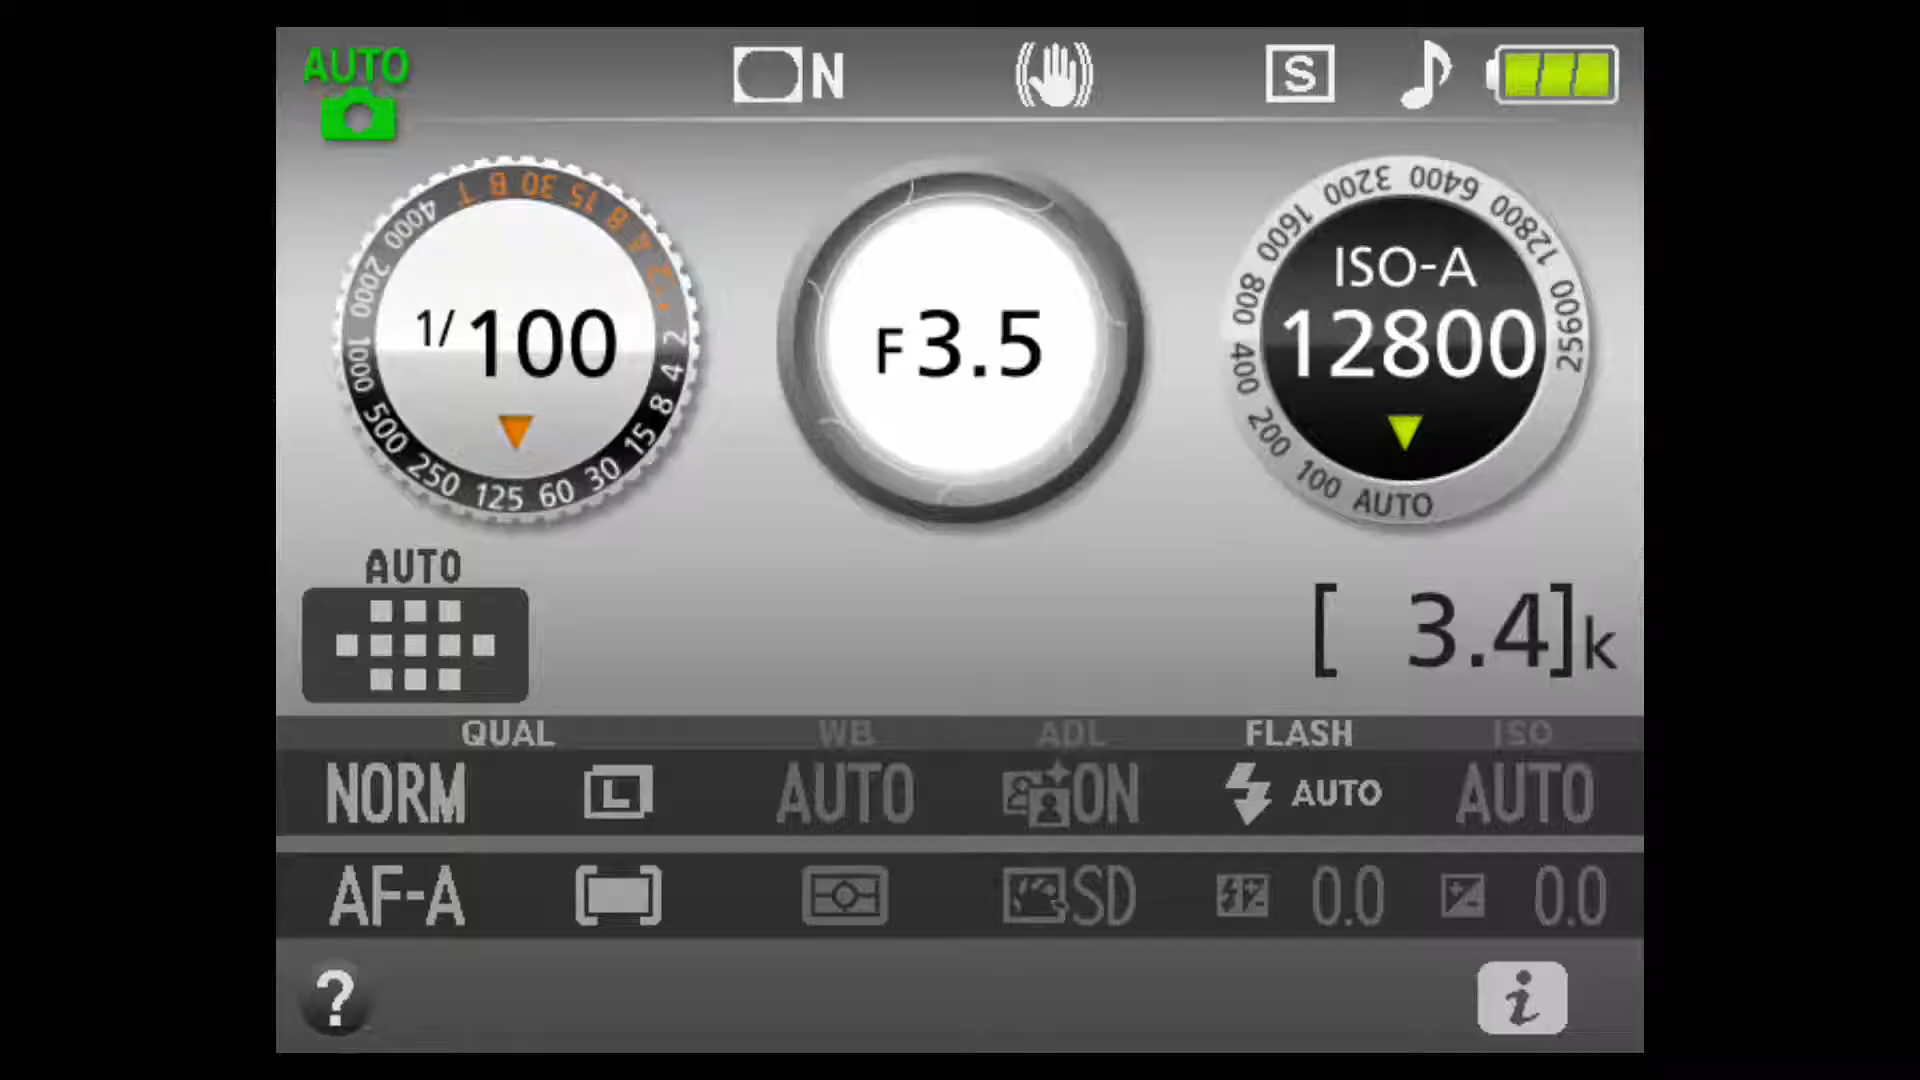 AUTO
N
S
T B 30 15 8 4 2
4000 2000 1000 500 250 125 60 30 15 8 4 2
1/100
F3.5
100 200 400 800 1600 3200 6400 12800 25600
AUTO
ISO-A
12800
AUTO
[ 3.4]k
QUAL WB ADL FLASH ISO
NORM L AUTO ON AUTO AUTO
AF-A SD 0.0 0.0
? i